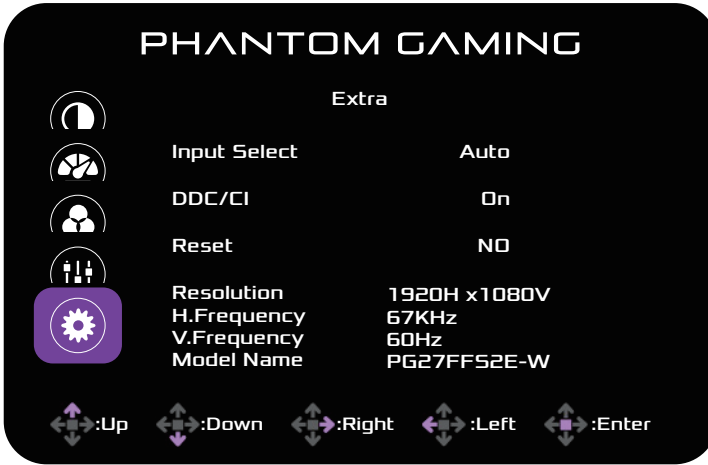 PHANTOM GAMING
Extra
Input Select Auto
DDC/CI On
Reset NO
Resolution 1920H x1080V
H.Frequency 67KHz
V.Frequency 60Hz
Model Name PG27FFS2E-W
:Up :Down :Right :Left :Enter